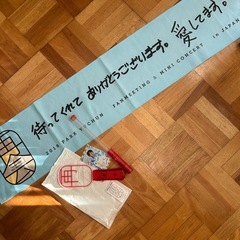 待ってくれて ありがとうございます。愛してます。
2018 PARK YUCHUN FANMEETING & MINI CONCERT in JAPAN